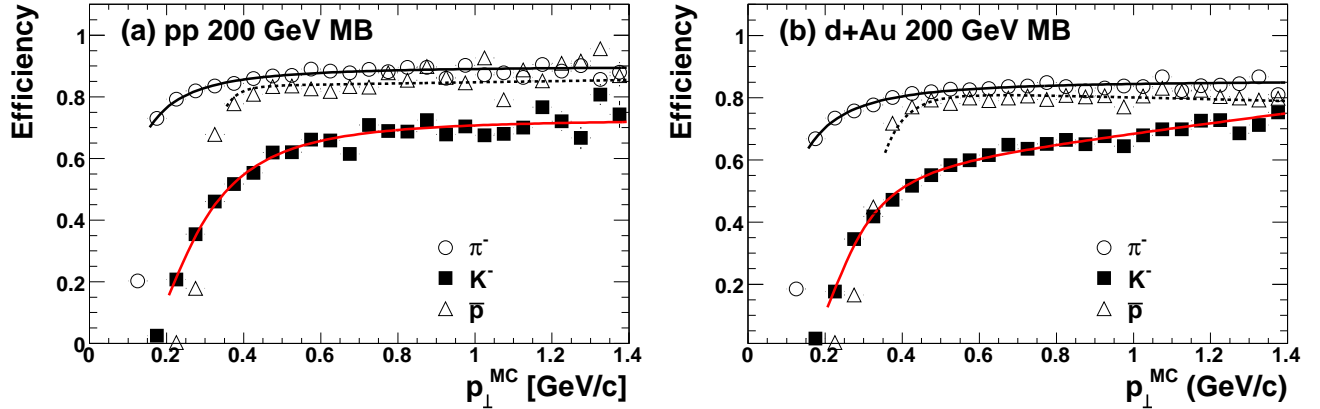 (a) pp 200 GeV MB
Efficiency
1
0.8
0.6
0.4
0.2
π⁻
K⁻
p̅
0 0.2 0.4 0.6 0.8 1 1.2 1.4
p⊥^MC [GeV/c]
(b) d+Au 200 GeV MB
Efficiency
1
0.8
0.6
0.4
0.2
π⁻
K⁻
p̅
0 0.2 0.4 0.6 0.8 1 1.2 1.4
p⊥^MC (GeV/c)